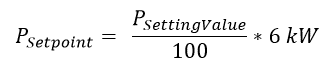 P_Setpoint = P_SettingValue / 100 * 6 kW